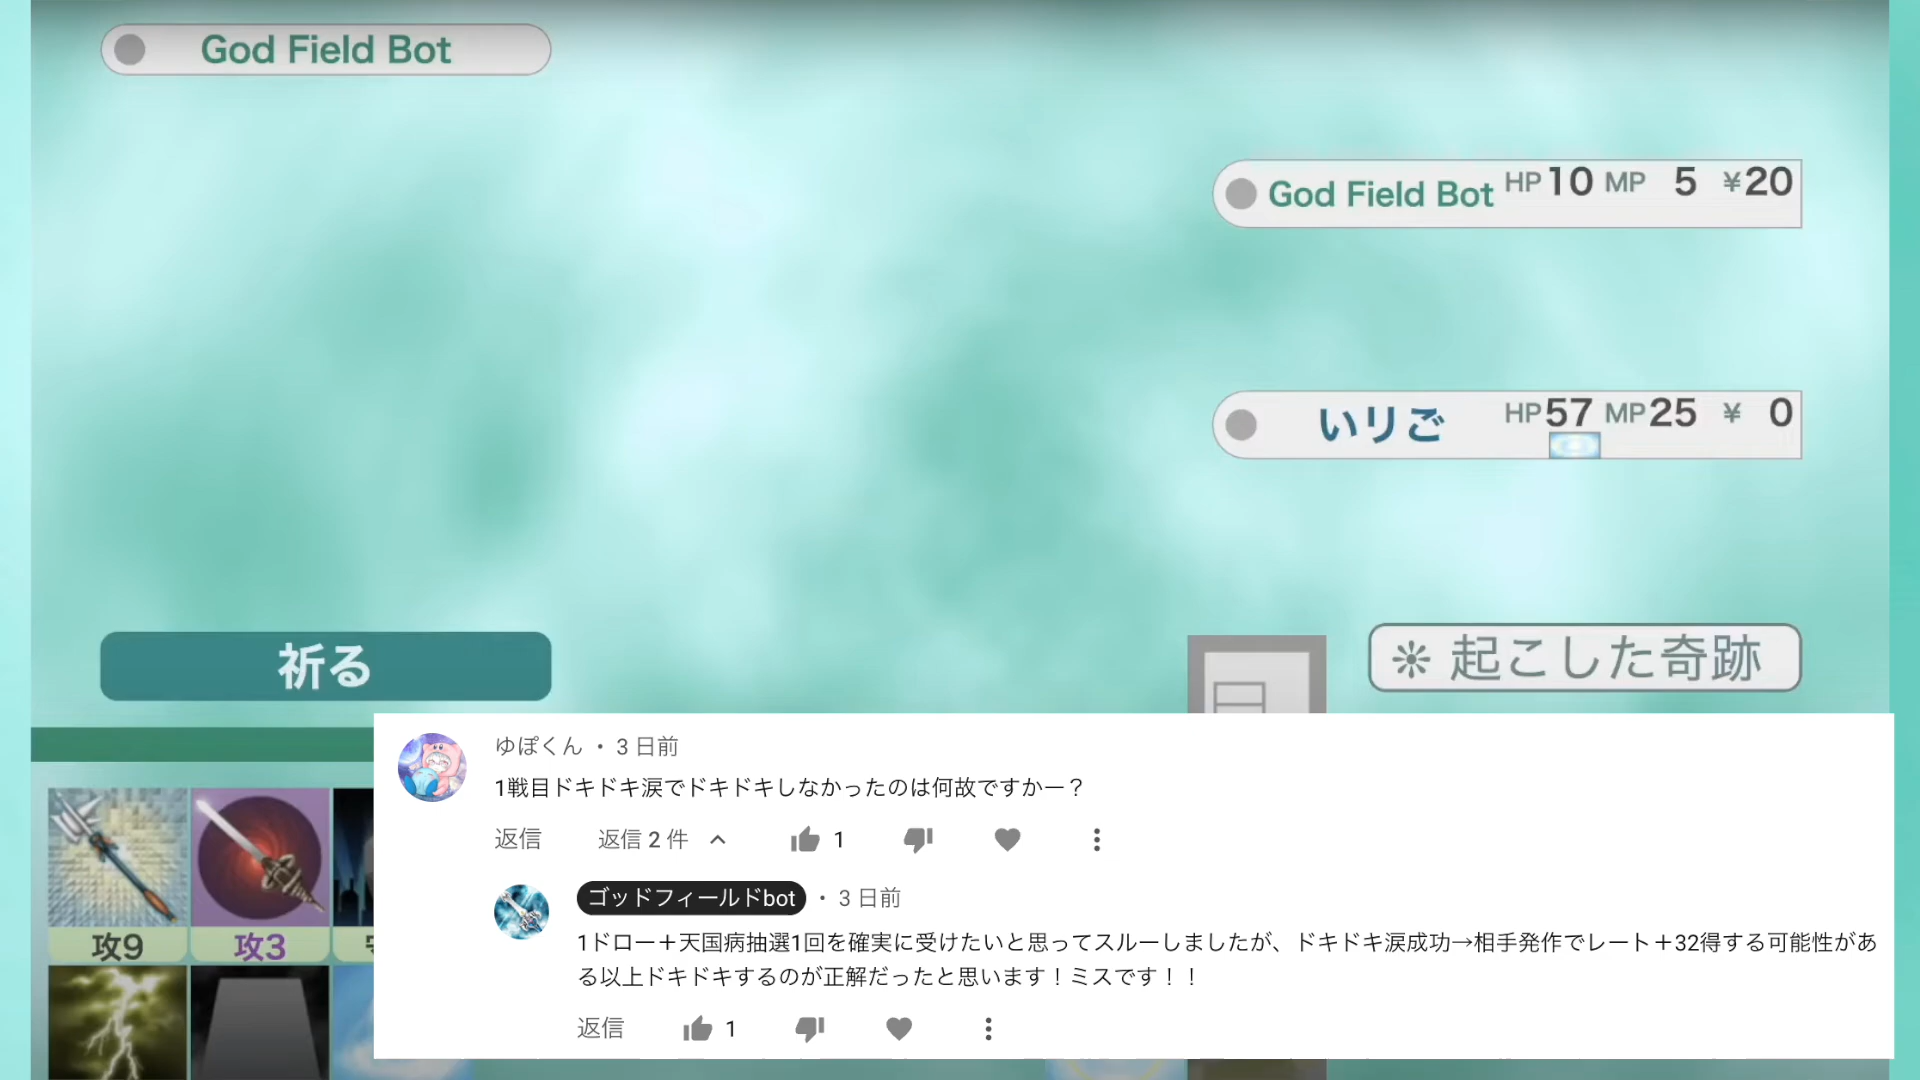 God Field Bot
God Field Bot HP 10 MP 5 ¥20
いりご HP 57 MP 25 ¥ 0
祈る
起こした奇跡
攻9
攻3
ゆぽくん ・ 3 日前
1戦目ドキドキ涙でドキドキしなかったのは何故ですかー？
返信 返信 2 件 1
ゴッドフィールドbot ・ 3 日前
1ドロー＋天国病抽選1回を確実に受けたいと思ってスルーしましたが、ドキドキ涙成功→相手発作でレート＋32得する可能性があ
る以上ドキドキするのが正解だったと思います！ミスです！！
返信 1